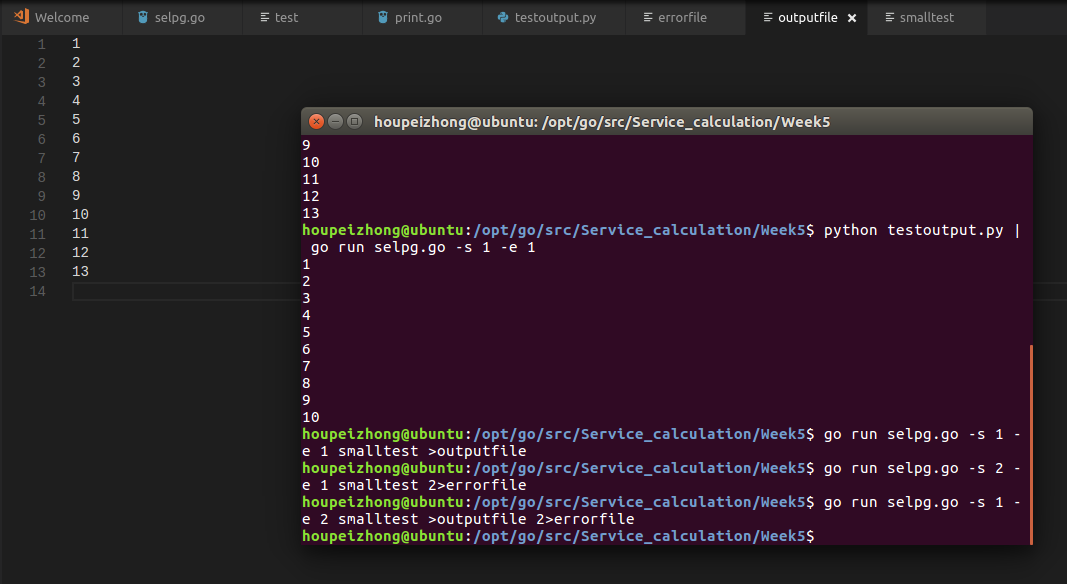 Welcome selpg.go test print.go testoutput.py errorfile outputfile smalltest
1 1
2 2
3 3
4 4
5 5
6 6
7 7
8 8
9 9
10 10
11 11
12 12
13 13
14
houpeizhong@ubuntu: /opt/go/src/Service_calculation/Week5
9
10
11
12
13
houpeizhong@ubuntu:/opt/go/src/Service_calculation/Week5$ python testoutput.py |
go run selpg.go -s 1 -e 1
1
2
3
4
5
6
7
8
9
10
houpeizhong@ubuntu:/opt/go/src/Service_calculation/Week5$ go run selpg.go -s 1 -
e 1 smalltest >outputfile
houpeizhong@ubuntu:/opt/go/src/Service_calculation/Week5$ go run selpg.go -s 2 -
e 1 smalltest 2>errorfile
houpeizhong@ubuntu:/opt/go/src/Service_calculation/Week5$ go run selpg.go -s 1 -
e 2 smalltest >outputfile 2>errorfile
houpeizhong@ubuntu:/opt/go/src/Service_calculation/Week5$